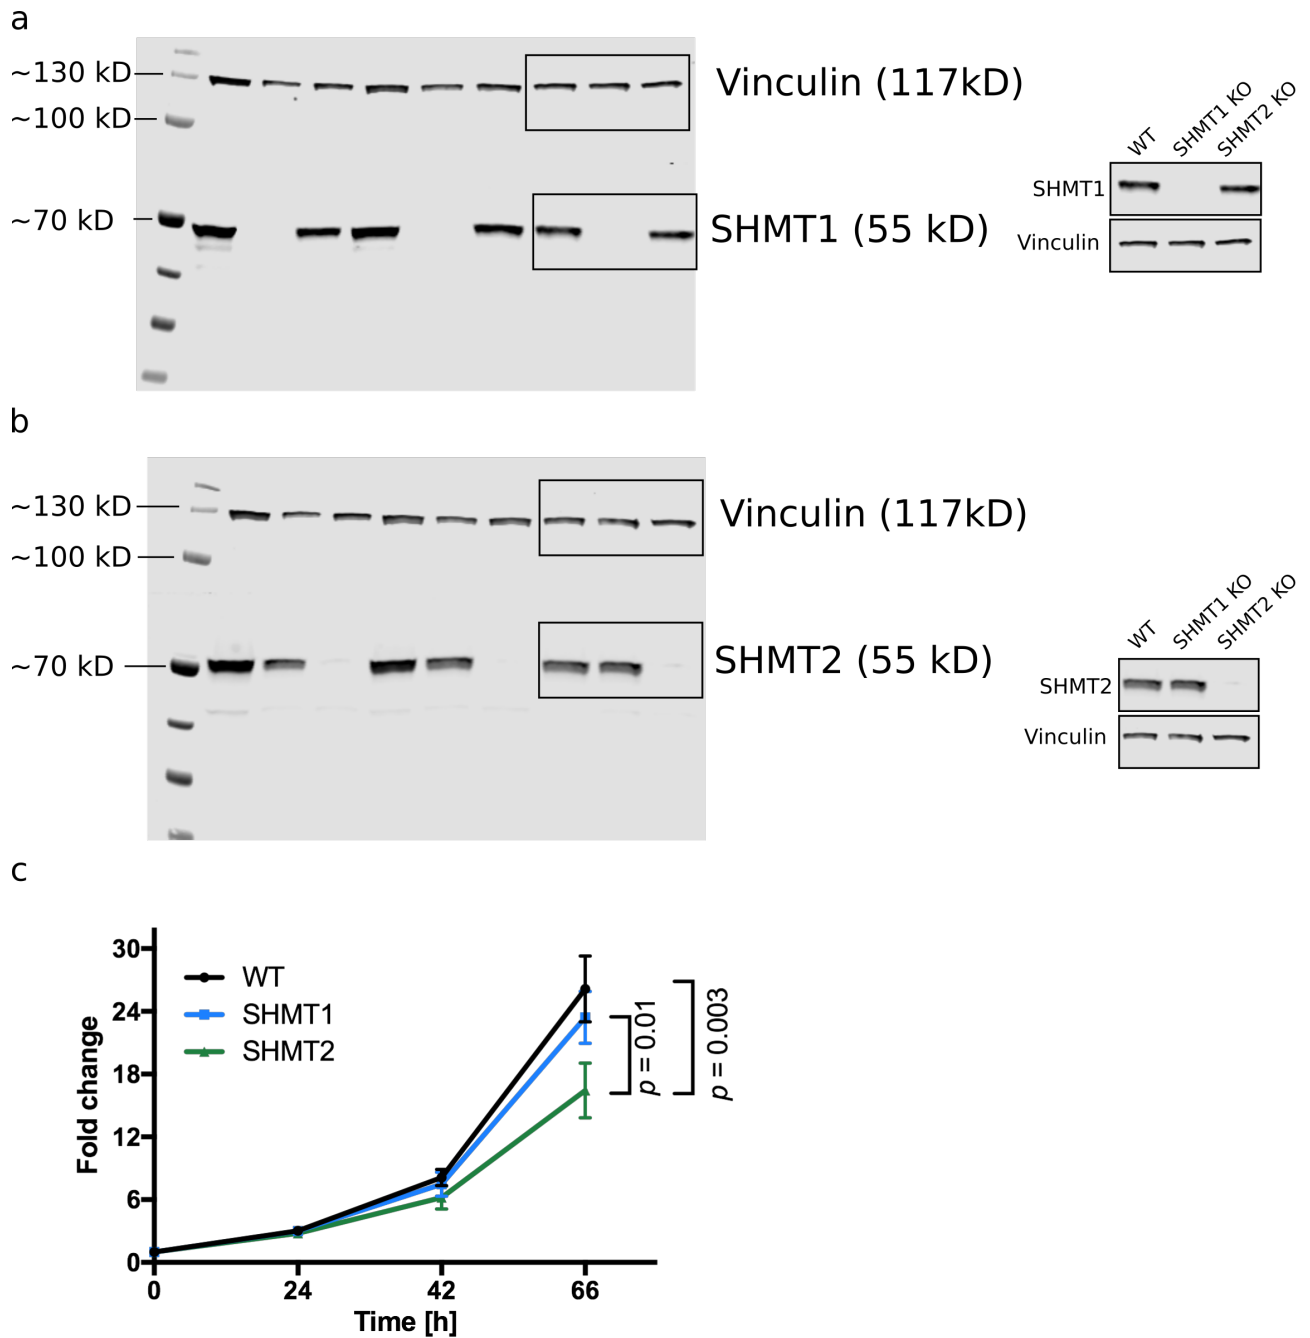 a
~130 kD
~100 kD
~70 kD
Vinculin (117kD)
SHMT1 (55 kD)
WT
SHMT1 KO
SHMT2 KO
SHMT1
Vinculin
b
~130 kD
~100 kD
~70 kD
Vinculin (117kD)
SHMT2 (55 kD)
WT
SHMT1 KO
SHMT2 KO
SHMT2
Vinculin
c
Fold change
30
24
18
12
6
0
WT
SHMT1
SHMT2
p = 0.01
p = 0.003
0
24
42
66
Time [h]